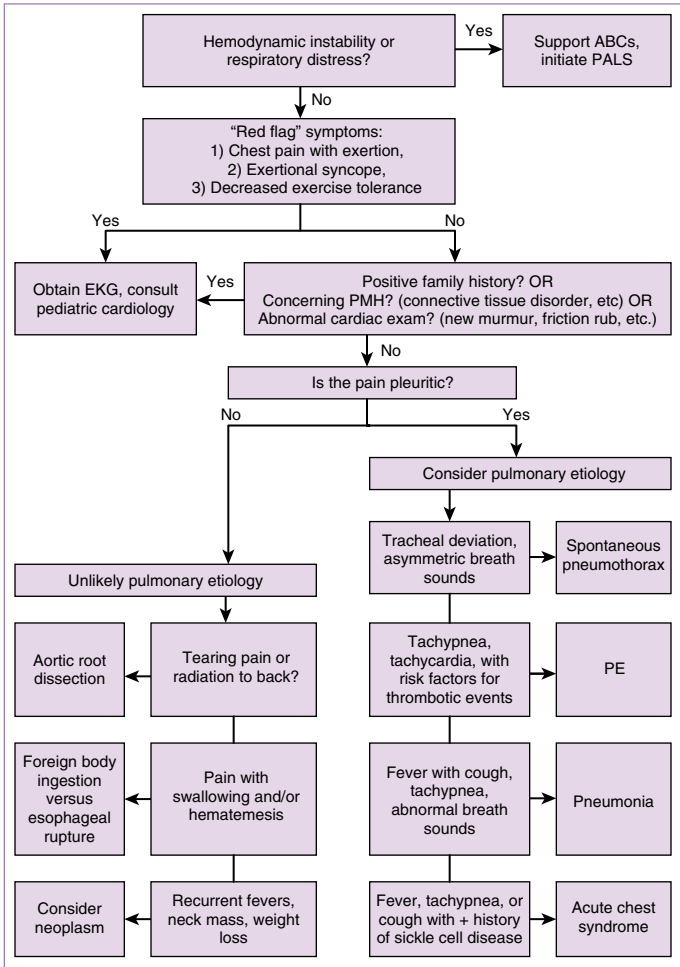 Hemodynamic instability or
respiratory distress?
Yes
Support ABCs,
initiate PALS
No
“Red flag” symptoms:
1) Chest pain with exertion,
2) Exertional syncope,
3) Decreased exercise tolerance
Yes
No
Obtain EKG, consult
pediatric cardiology
Yes
Positive family history? OR
Concerning PMH? (connective tissue disorder, etc) OR
Abnormal cardiac exam? (new murmur, friction rub, etc.)
No
Is the pain pleuritic?
No
Yes
Consider pulmonary etiology
Tracheal deviation,
asymmetric breath
sounds
Spontaneous
pneumothorax
Unlikely pulmonary etiology
Aortic root
dissection
Tearing pain or
radiation to back?
Tachypnea,
tachycardia, with
risk factors for
thrombotic events
PE
Foreign body
ingestion
versus
esophageal
rupture
Pain with
swallowing and/or
hematemesis
Fever with cough,
tachypnea,
abnormal breath
sounds
Pneumonia
Consider
neoplasm
Recurrent fevers,
neck mass, weight
loss
Fever, tachypnea, or
cough with + history
of sickle cell disease
Acute chest
syndrome